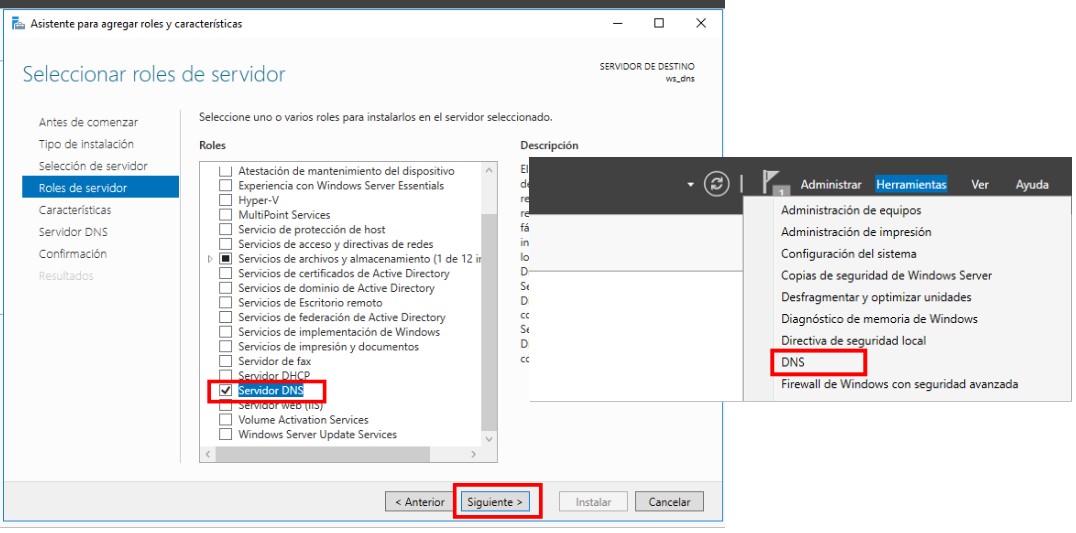 Asistente para agregar roles y características
Seleccionar roles de servidor
SERVIDOR DE DESTINO
ws_dns
Antes de comenzar
Tipo de instalación
Selección de servidor
Roles de servidor
Características
Servidor DNS
Confirmación
Resultados
Seleccione uno o varios roles para instalarlos en el servidor seleccionado.
Roles
Atestación de mantenimiento del dispositivo
Experiencia con Windows Server Essentials
Hyper-V
MultiPoint Services
Servicio de protección de host
Servicios de acceso y directivas de redes
Servicios de archivos y almacenamiento (1 de 12 in
Servicios de certificados de Active Directory
Servicios de dominio de Active Directory
Servicios de Escritorio remoto
Servicios de federación de Active Directory
Servicios de implementación de Windows
Servicios de impresión y documentos
Servidor de fax
Servidor DHCP
Servidor DNS
Servidor web (IIS)
Volume Activation Services
Windows Server Update Services
Descripción
El
de
re
re
fá
in
lo
D
Se
D
co
Se
D
co
< Anterior
Siguiente >
Instalar
Cancelar
1
Administrar
Herramientas
Ver
Ayuda
Administración de equipos
Administración de impresión
Configuración del sistema
Copias de seguridad de Windows Server
Desfragmentar y optimizar unidades
Diagnóstico de memoria de Windows
Directiva de seguridad local
DNS
Firewall de Windows con seguridad avanzada